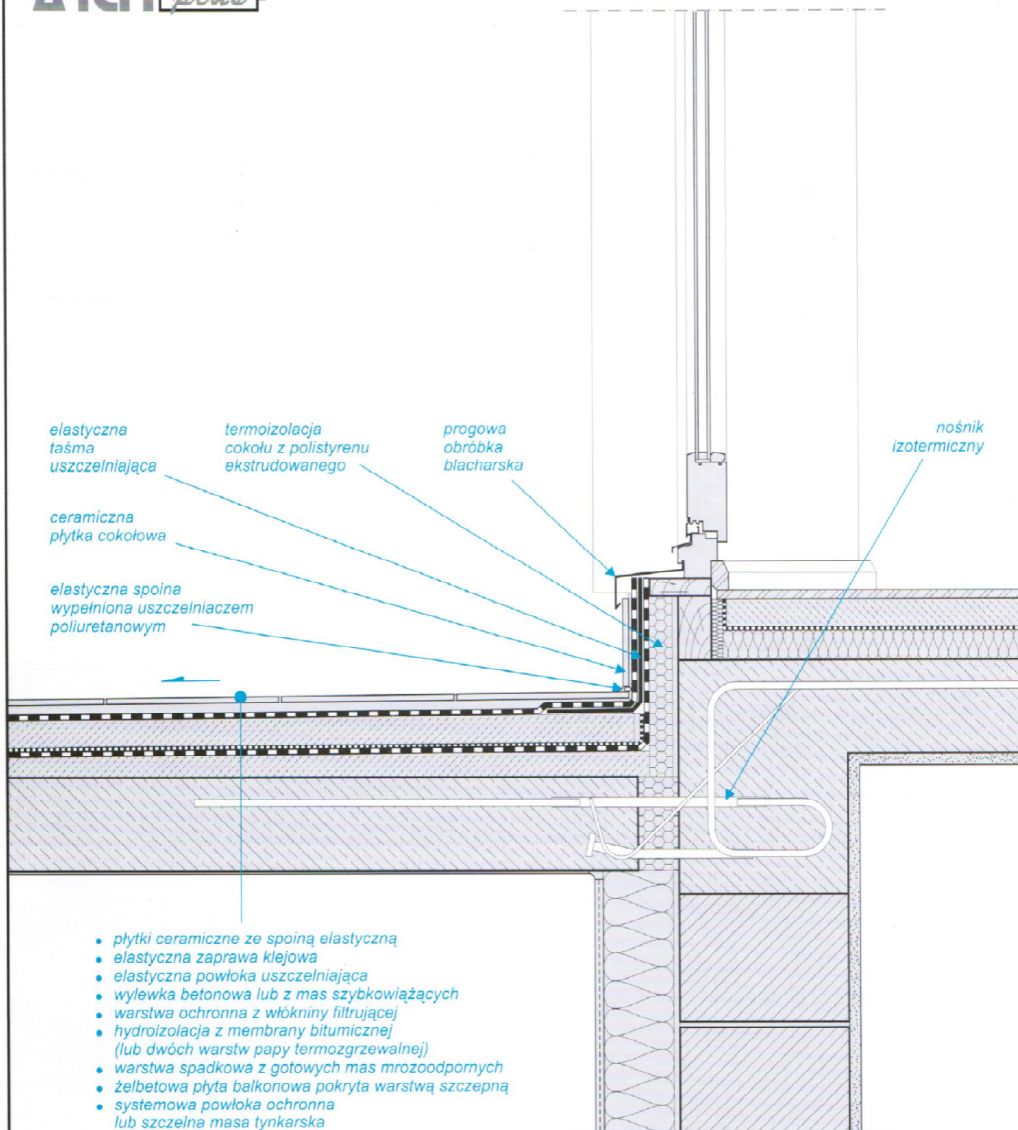 plus
elastyczna
taśma
uszczelniająca
termoizolacja
cokołu z polistyrenu
ekstrudowanego
progowa
obróbka
blacharska
nośnik
izotermiczny
ceramiczna
płytka cokołowa
elastyczna spoina
wypełniona uszczelniaczem
poliuretanowym
• płytki ceramiczne ze spoiną elastyczną
• elastyczna zaprawa klejowa
• elastyczna powłoka uszczelniająca
• wylewka betonowa lub z mas szybkowiążących
• warstwa ochronna z włókniny filtrującej
• hydroizolacja z membrany bitumicznej
(lub dwóch warstw papy termozgrzewalnej)
• warstwa spadkowa z gotowych mas mrozoodpornych
• żelbetowa płyta balkonowa pokryta warstwą szczepną
• systemowa powłoka ochronna
lub szczelna masa tynkarska